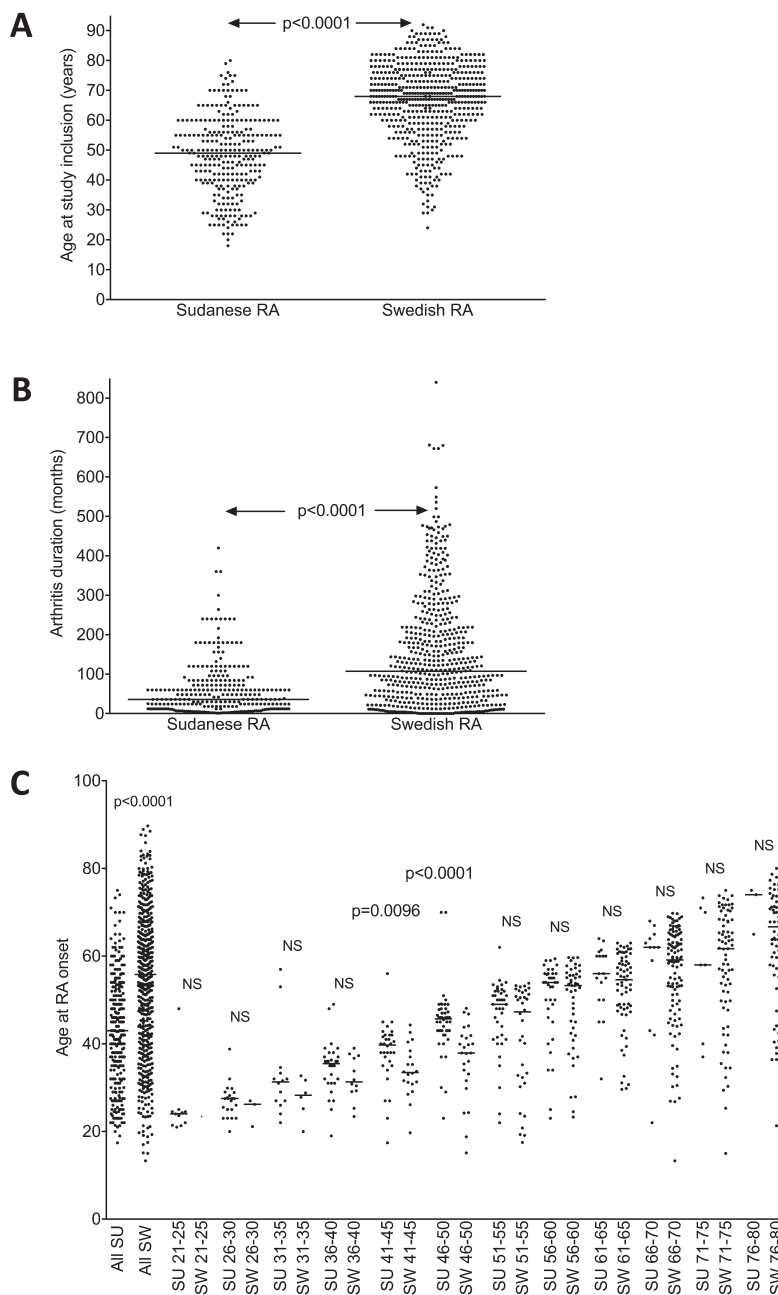 A
p<0.0001
Age at study inclusion (years)
90
80
70
60
50
40
30
20
10
0
Sudanese RA Swedish RA
B
Arthritis duration (months)
800
700
600
500
400
300
200
100
0
p<0.0001
Sudanese RA Swedish RA
C
Age at RA onset
100
80
60
40
20
0
p<0.0001
NS
NS
NS
NS
p=0.0096
p<0.0001
NS
NS
NS
NS
NS
NS
All SU
All SW
SU 21-25
SW 21-25
SU 26-30
SW 26-30
SU 31-35
SW 31-35
SU 36-40
SW 36-40
SU 41-45
SW 41-45
SU 46-50
SW 46-50
SU 51-55
SW 51-55
SU 56-60
SW 56-60
SU 61-65
SW 61-65
SU 66-70
SW 66-70
SU 71-75
SW 71-75
SU 76-80
SW 76-80